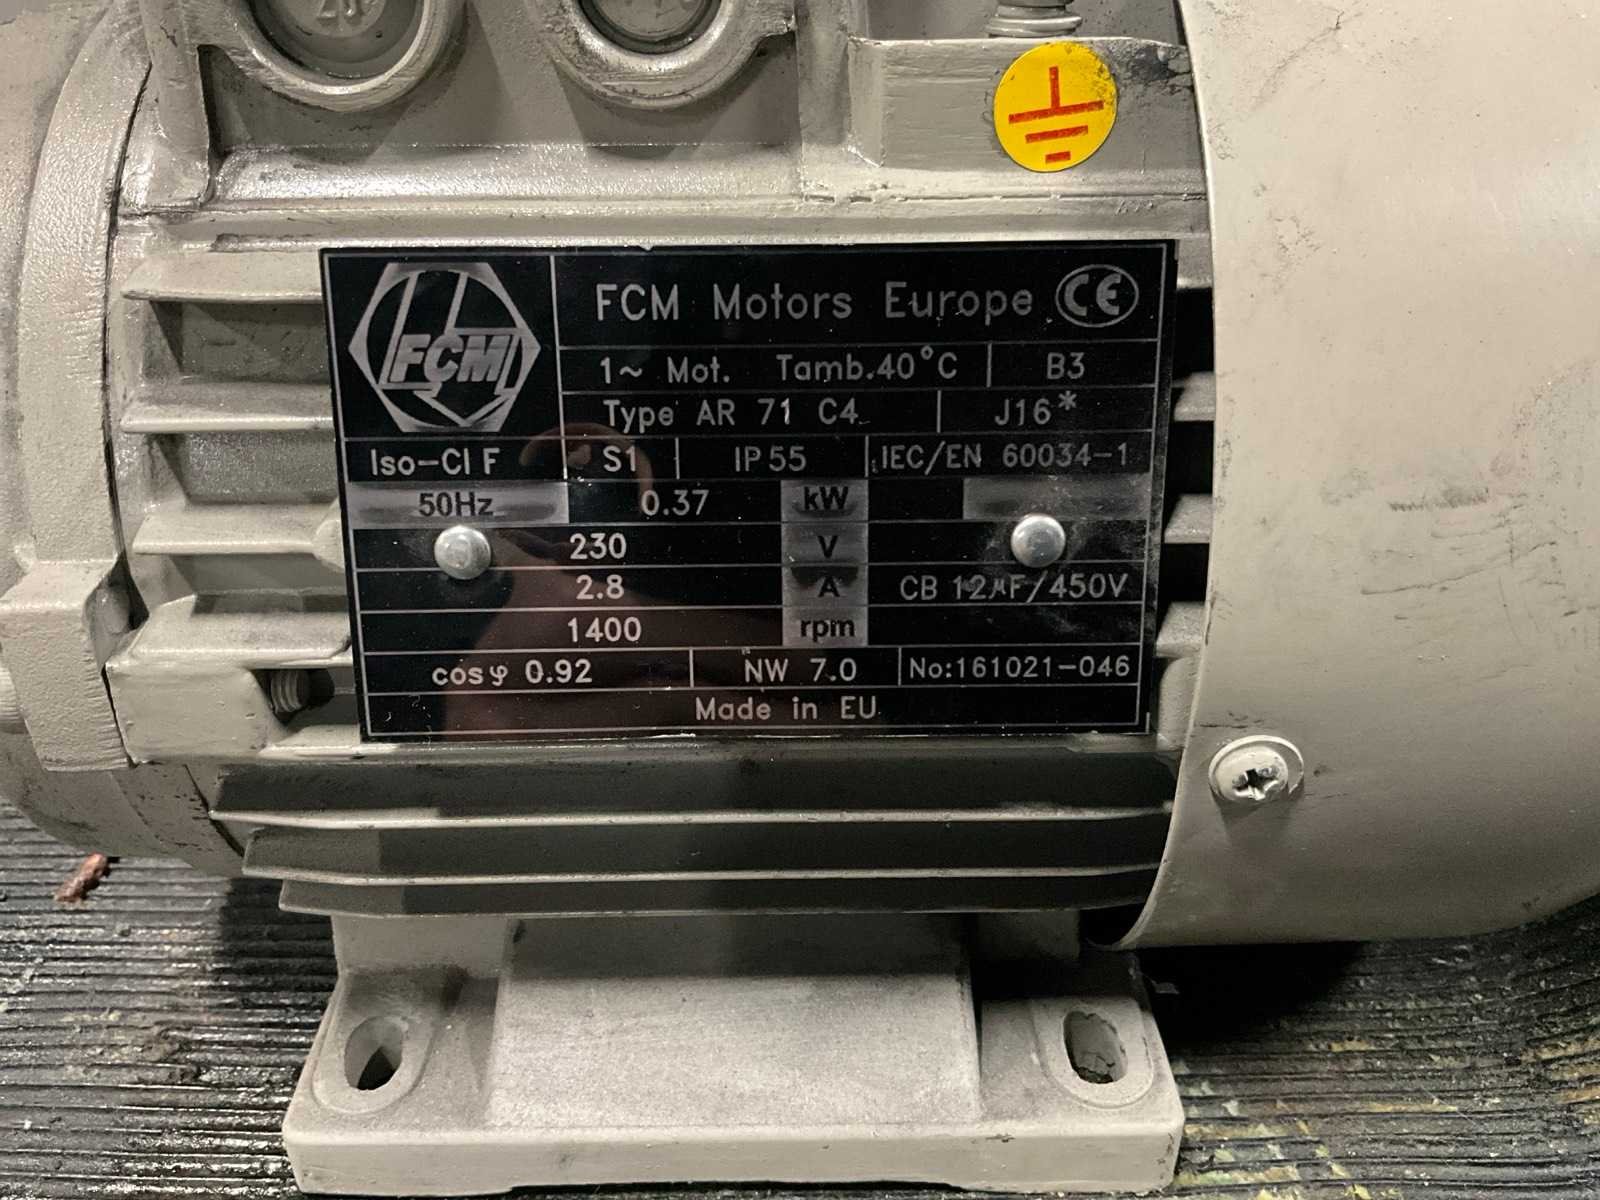 FCM
FCM Motors Europe CE
1~ Mot. Tamb.40°C B3
Type AR 71 C4 J16*
Iso-Cl F S1 IP55 IEC/EN 60034-1
50Hz 0.37 kW
230 V
2.8 A CB 12µF/450V
1400 rpm
cosφ 0.92 NW 7.0 No:161021-046
Made in EU